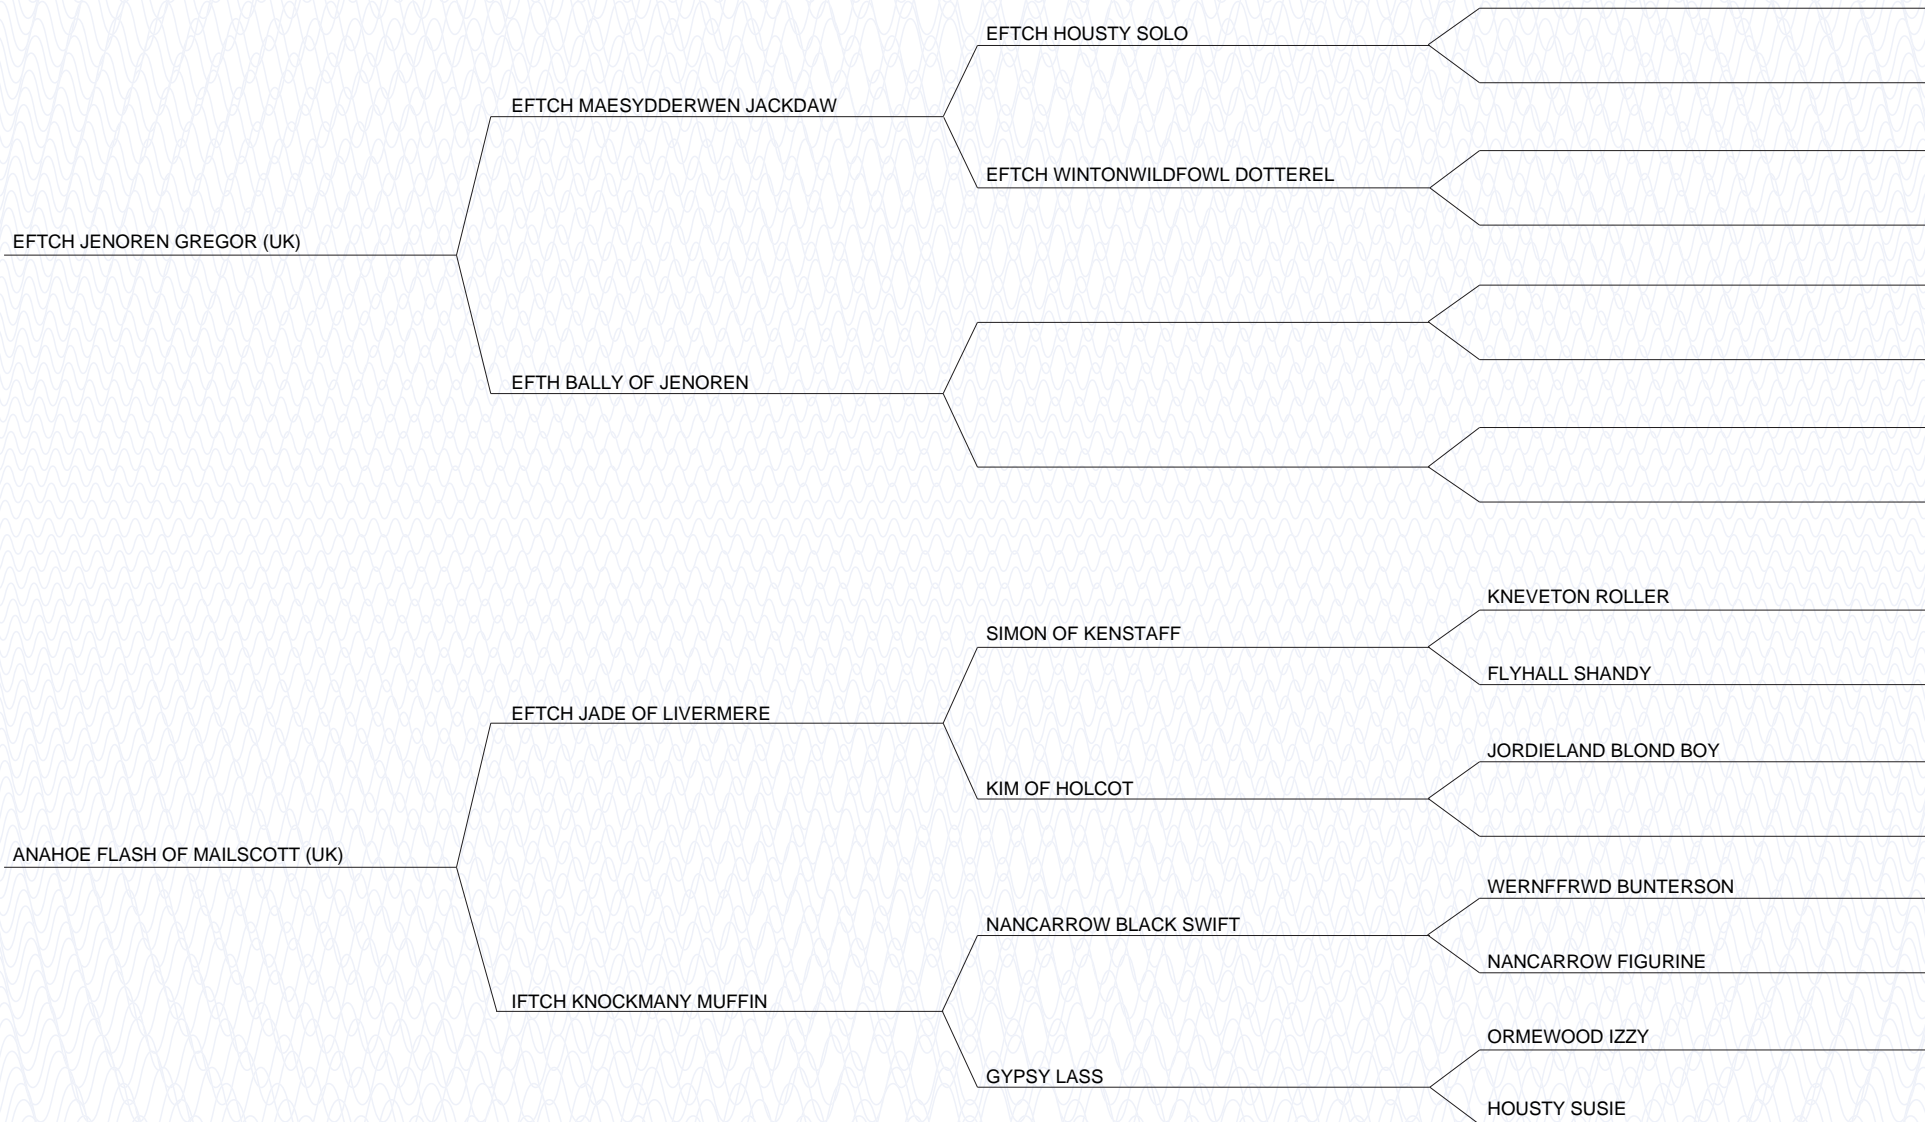 EFTCH HOUSTY SOLO
EFTCH MAESYDDERWEN JACKDAW
EFTCH WINTONWILDFOWL DOTTEREL
EFTCH JENOREN GREGOR (UK)
EFTH BALLY OF JENOREN
KNEVETON ROLLER
SIMON OF KENSTAFF
FLYHALL SHANDY
EFTCH JADE OF LIVERMERE
JORDIELAND BLOND BOY
KIM OF HOLCOT
ANAHOE FLASH OF MAILSCOTT (UK)
WERNFFRWD BUNTERSON
NANCARROW BLACK SWIFT
NANCARROW FIGURINE
IFTCH KNOCKMANY MUFFIN
ORMEWOOD IZZY
GYPSY LASS
HOUSTY SUSIE